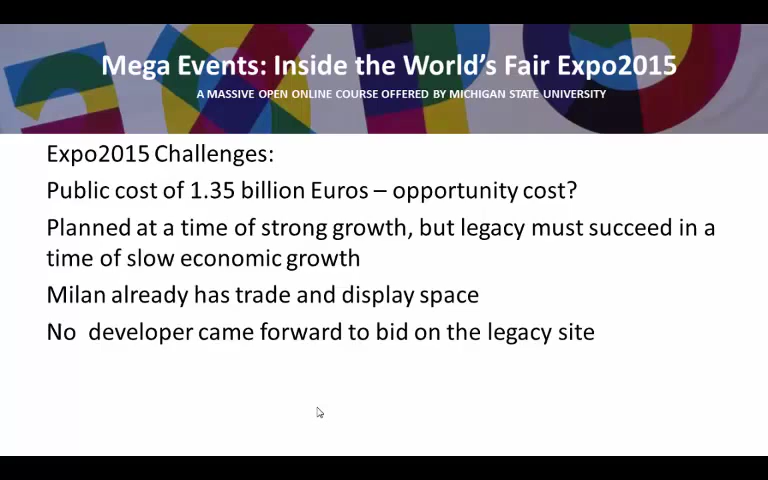 Mega Events: Inside the World's Fair Expo2015
A MASSIVE OPEN ONLINE COURSE OFFERED BY MICHIGAN STATE UNIVERSITY
Expo2015 Challenges:
Public cost of 1.35 billion Euros – opportunity cost?
Planned at a time of strong growth, but legacy must succeed in a
time of slow economic growth
Milan already has trade and display space
No  developer came forward to bid on the legacy site